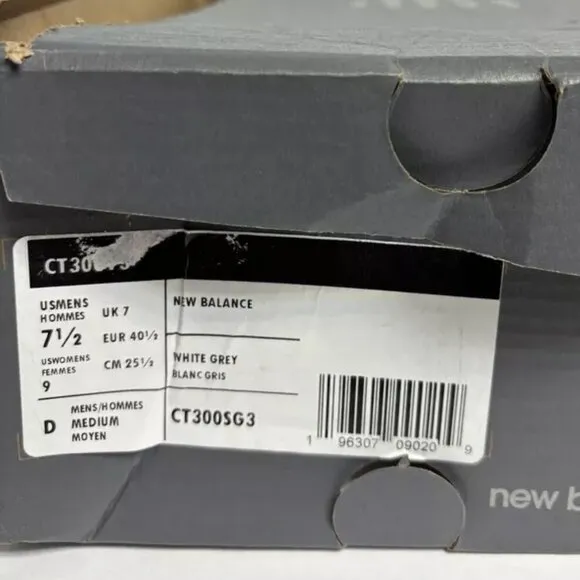 USMENS
HOMMES
7½
USWOMENS
FEMMES
9
UK 7
EUR 40½
CM 25½
D
MENS/HOMMES
MEDIUM
MOYEN
NEW BALANCE
WHITE GREY
BLANC GRIS
CT300SG3
1 96307 09020 9
new